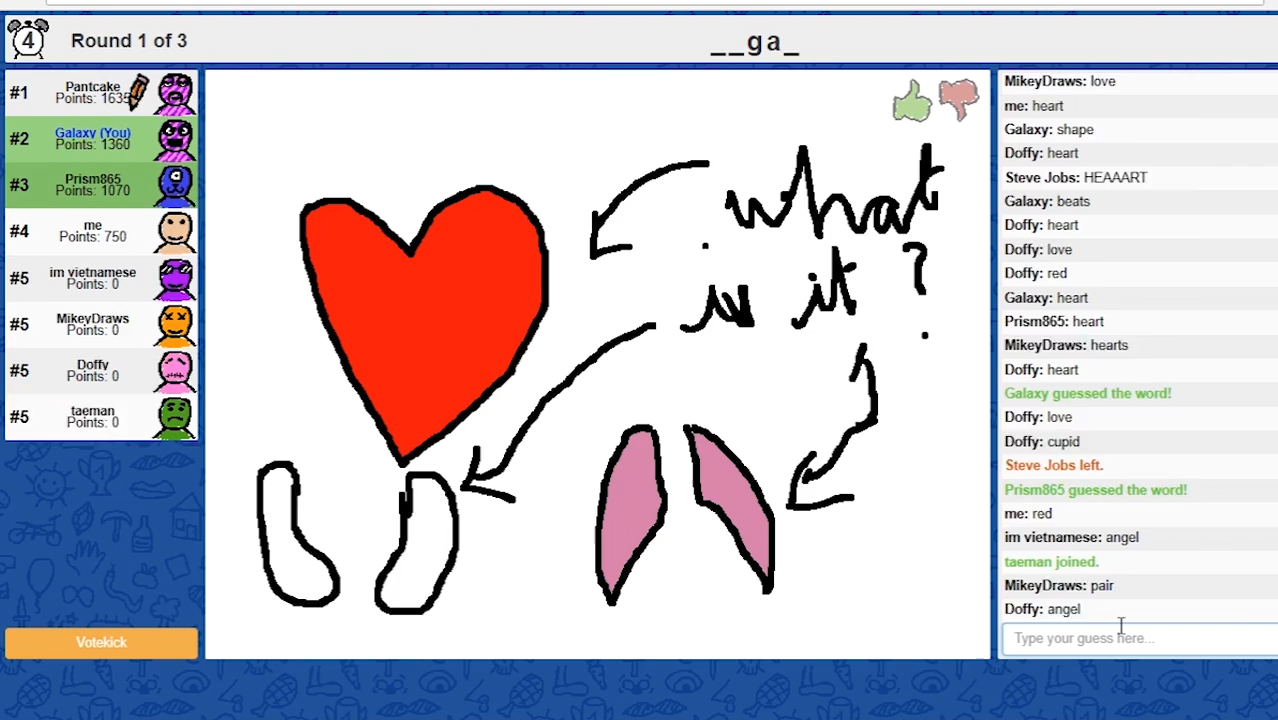 4 Round 1 of 3 __ga_
#1 Pantcake Points: 1635
#2 Galaxy (You) Points: 1360
#3 Prism865 Points: 1070
#4 me Points: 750
#5 im vietnamese Points: 0
#5 MikeyDraws Points: 0
#5 Doffy Points: 0
#5 taeman Points: 0
Votekick
what
is it ?
MikeyDraws: love
me: heart
Galaxy: shape
Doffy: heart
Steve Jobs: HEAAART
Galaxy: beats
Doffy: heart
Doffy: love
Doffy: red
Galaxy: heart
Prism865: heart
MikeyDraws: hearts
Doffy: heart
Galaxy guessed the word!
Doffy: love
Doffy: cupid
Steve Jobs left.
Prism865 guessed the word!
me: red
im vietnamese: angel
taeman joined.
MikeyDraws: pair
Doffy: angel
Type your guess here...